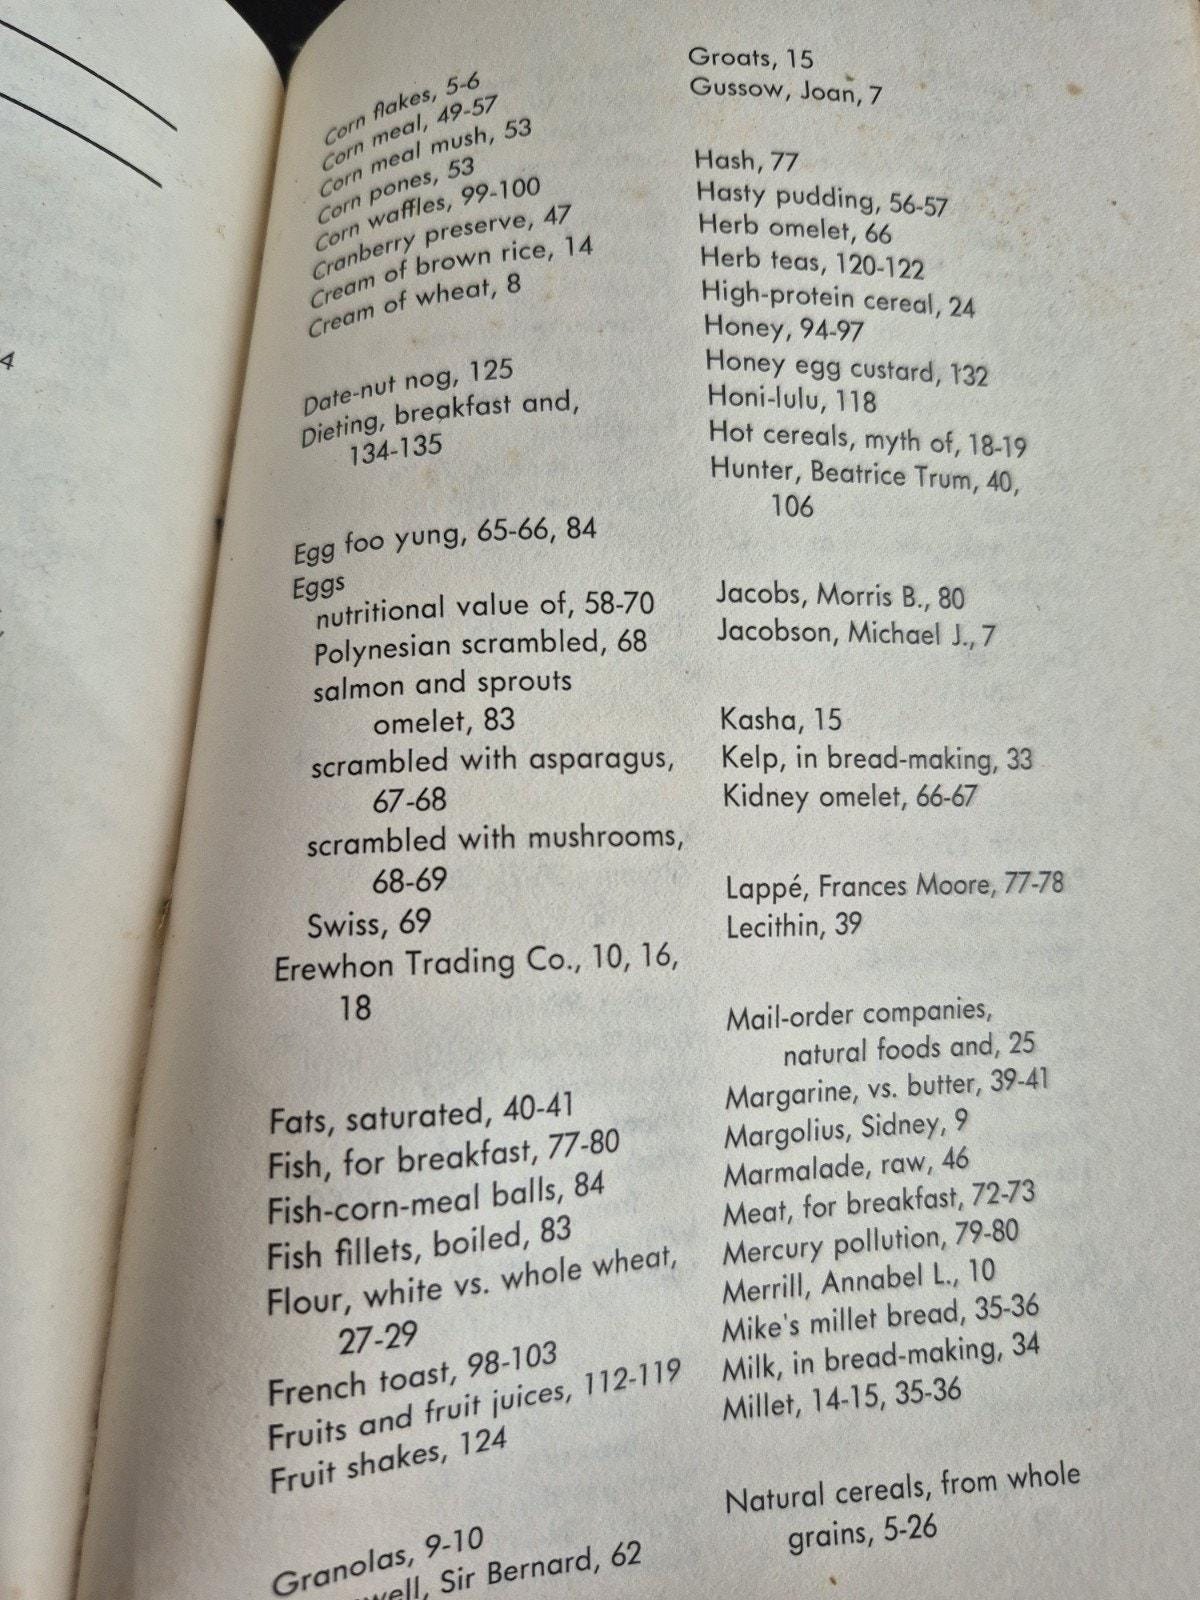 4
Corn flakes, 5-6
Corn meal, 49-57
Corn meal mush, 53
Corn pones, 53
Corn waffles, 99-100
Cranberry preserve, 47
Cream of brown rice, 14
Cream of wheat, 8
Date-nut nog, 125
Dieting, breakfast and,
134-135
Egg foo yung, 65-66, 84
Eggs
nutritional value of, 58-70
Polynesian scrambled, 68
salmon and sprouts
omelet, 83
scrambled with asparagus,
67-68
scrambled with mushrooms,
68-69
Swiss, 69
Erewhon Trading Co., 10, 16,
18
Fats, saturated, 40-41
Fish, for breakfast, 77-80
Fish-corn-meal balls, 84
Fish fillets, boiled, 83
Flour, white vs. whole wheat,
27-29
French toast, 98-103
Fruits and fruit juices, 112-119
Fruit shakes, 124
Granolas, 9-10
well, Sir Bernard, 62
Groats, 15
Gussow, Joan, 7
Hash, 77
Hasty pudding, 56-57
Herb omelet, 66
Herb teas, 120-122
High-protein cereal, 24
Honey, 94-97
Honey egg custard, 132
Honi-lulu, 118
Hot cereals, myth of, 18-19
Hunter, Beatrice Trum, 40,
106
Jacobs, Morris B., 80
Jacobson, Michael J., 7
Kasha, 15
Kelp, in bread-making, 33
Kidney omelet, 66-67
Lappé, Frances Moore, 77-78
Lecithin, 39
Mail-order companies,
natural foods and, 25
Margarine, vs. butter, 39-41
Margolius, Sidney, 9
Marmalade, raw, 46
Meat, for breakfast, 72-73
Mercury pollution, 79-80
Merrill, Annabel L., 10
Mike's millet bread, 35-36
Milk, in bread-making, 34
Millet, 14-15, 35-36
Natural cereals, from whole
grains, 5-26